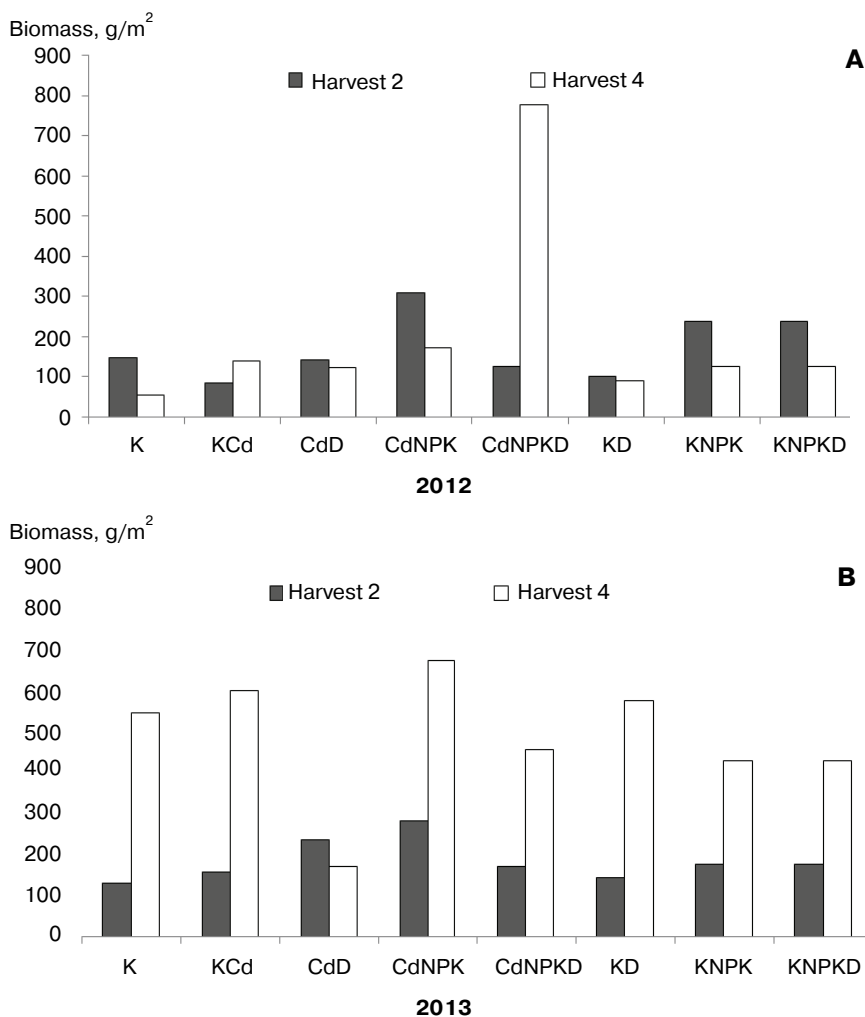 Biomass, g/m²
900
A
Harvest 2 Harvest 4
800
700
600
500
400
300
200
100
0
K KCd CdD CdNPK CdNPKD KD KNPK KNPKD
2012
Biomass, g/m²
900
B
Harvest 2 Harvest 4
800
700
600
500
400
300
200
100
0
K KCd CdD CdNPK CdNPKD KD KNPK KNPKD
2013